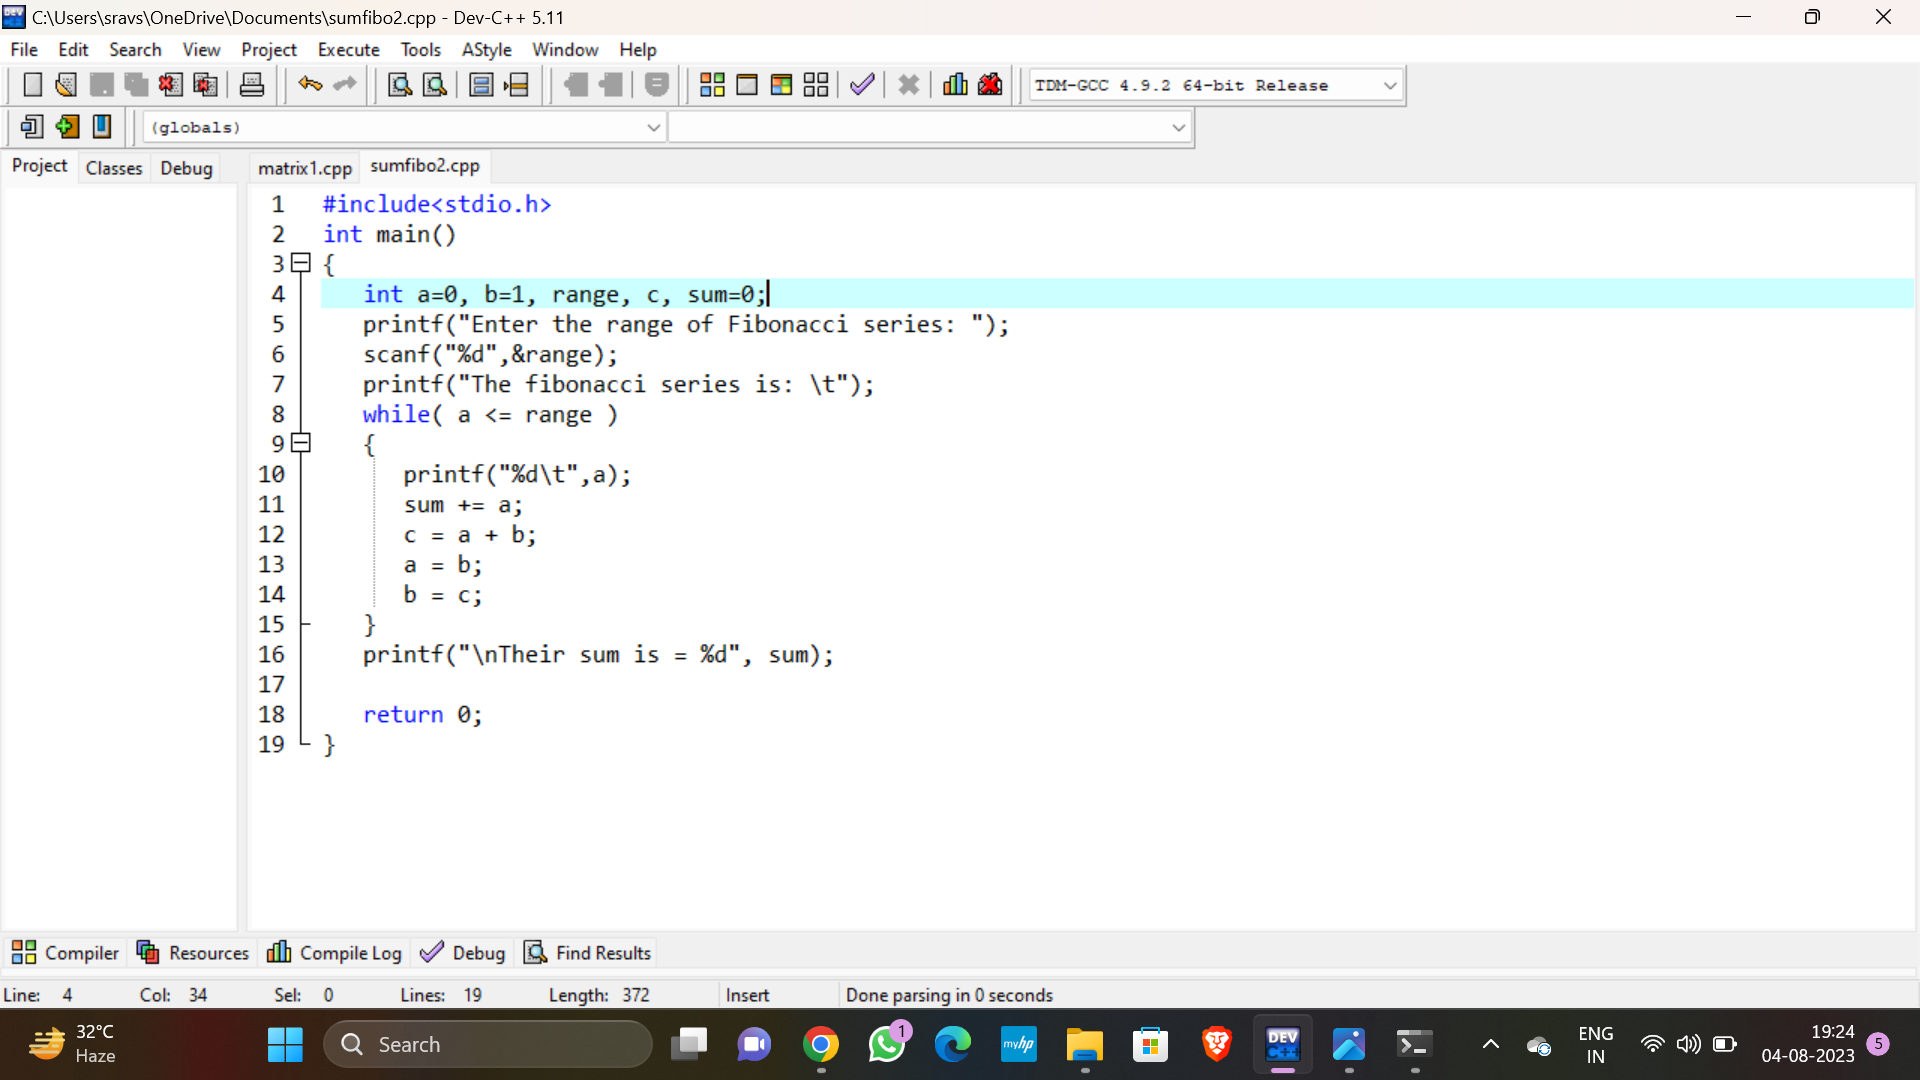 C:\Users\sravs\OneDrive\Documents\sumfibo2.cpp - Dev-C++ 5.11
File Edit Search View Project Execute Tools AStyle Window Help
TDM-GCC 4.9.2 64-bit Release
(globals)
Project Classes Debug matrix1.cpp sumfibo2.cpp
1 #include<stdio.h>
2 int main()
3 {
4 int a=0, b=1, range, c, sum=0;
5 printf("Enter the range of Fibonacci series: ");
6 scanf("%d",&range);
7 printf("The fibonacci series is: \t");
8 while( a <= range )
9 {
10 printf("%d\t",a);
11 sum += a;
12 c = a + b;
13 a = b;
14 b = c;
15 }
16 printf("\nTheir sum is = %d", sum);
17
18 return 0;
19 }
Compiler Resources Compile Log Debug Find Results
Line: 4 Col: 34 Sel: 0 Lines: 19 Length: 372 Insert Done parsing in 0 seconds
32°C
Haze
Search
1
myhp
DEV
C++
ENG
IN
19:24
04-08-2023
5